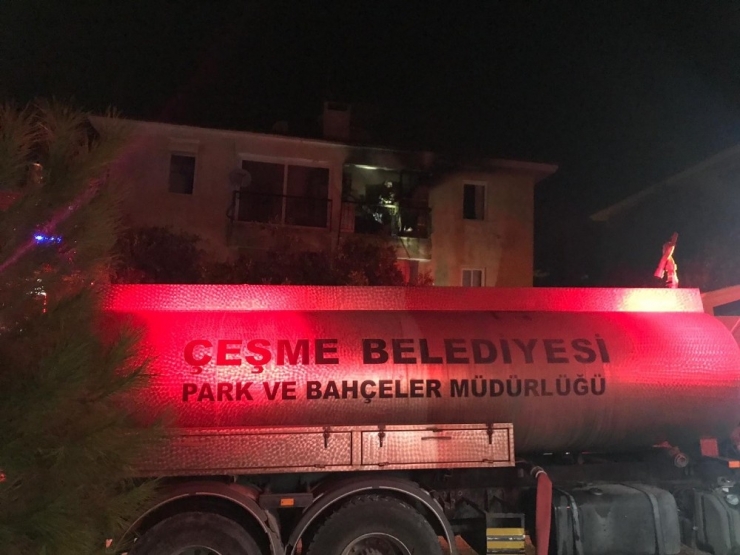 ÇEŞME BELEDİYESİ
PARK VE BAHÇELER MÜDÜRLÜĞÜ